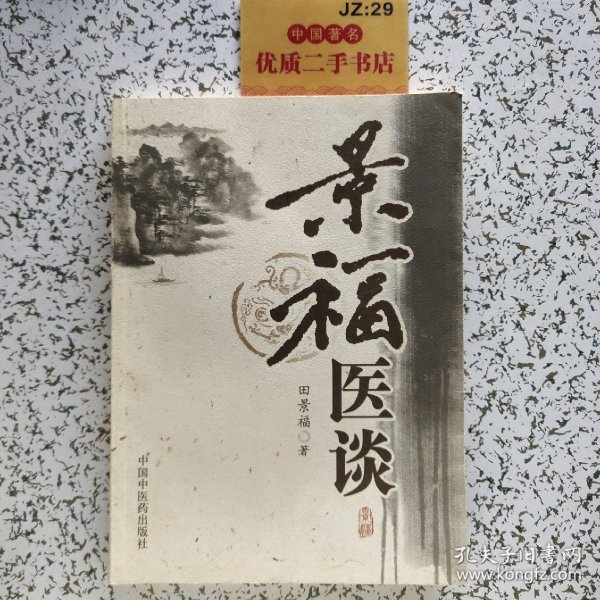 JZ:29
中国著名
优质二手书店
景福
医谈
田景福 著
中国中医药出版社
孔夫子旧书网
www.kongfz.com